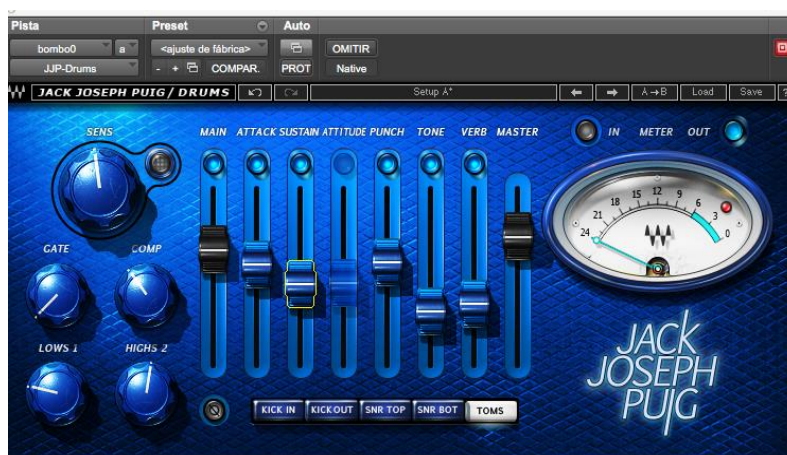 Pista Preset Auto
bombo0 a <ajuste de fábrica> OMITIR
JJP-Drums - + COMPAR. PROT Native
JACK JOSEPH PUIG / DRUMS Setup A* A→B Load Save ?
SENS MAIN ATTACK SUSTAIN ATTITUDE PUNCH TONE VERB MASTER IN METER OUT
24 21 18 15 12 9 6 3 0
GATE COMP
LOWS 1 HIGHS 2
JACK
JOSEPH
PUIG
KICK IN KICK OUT SNR TOP SNR BOT TOMS